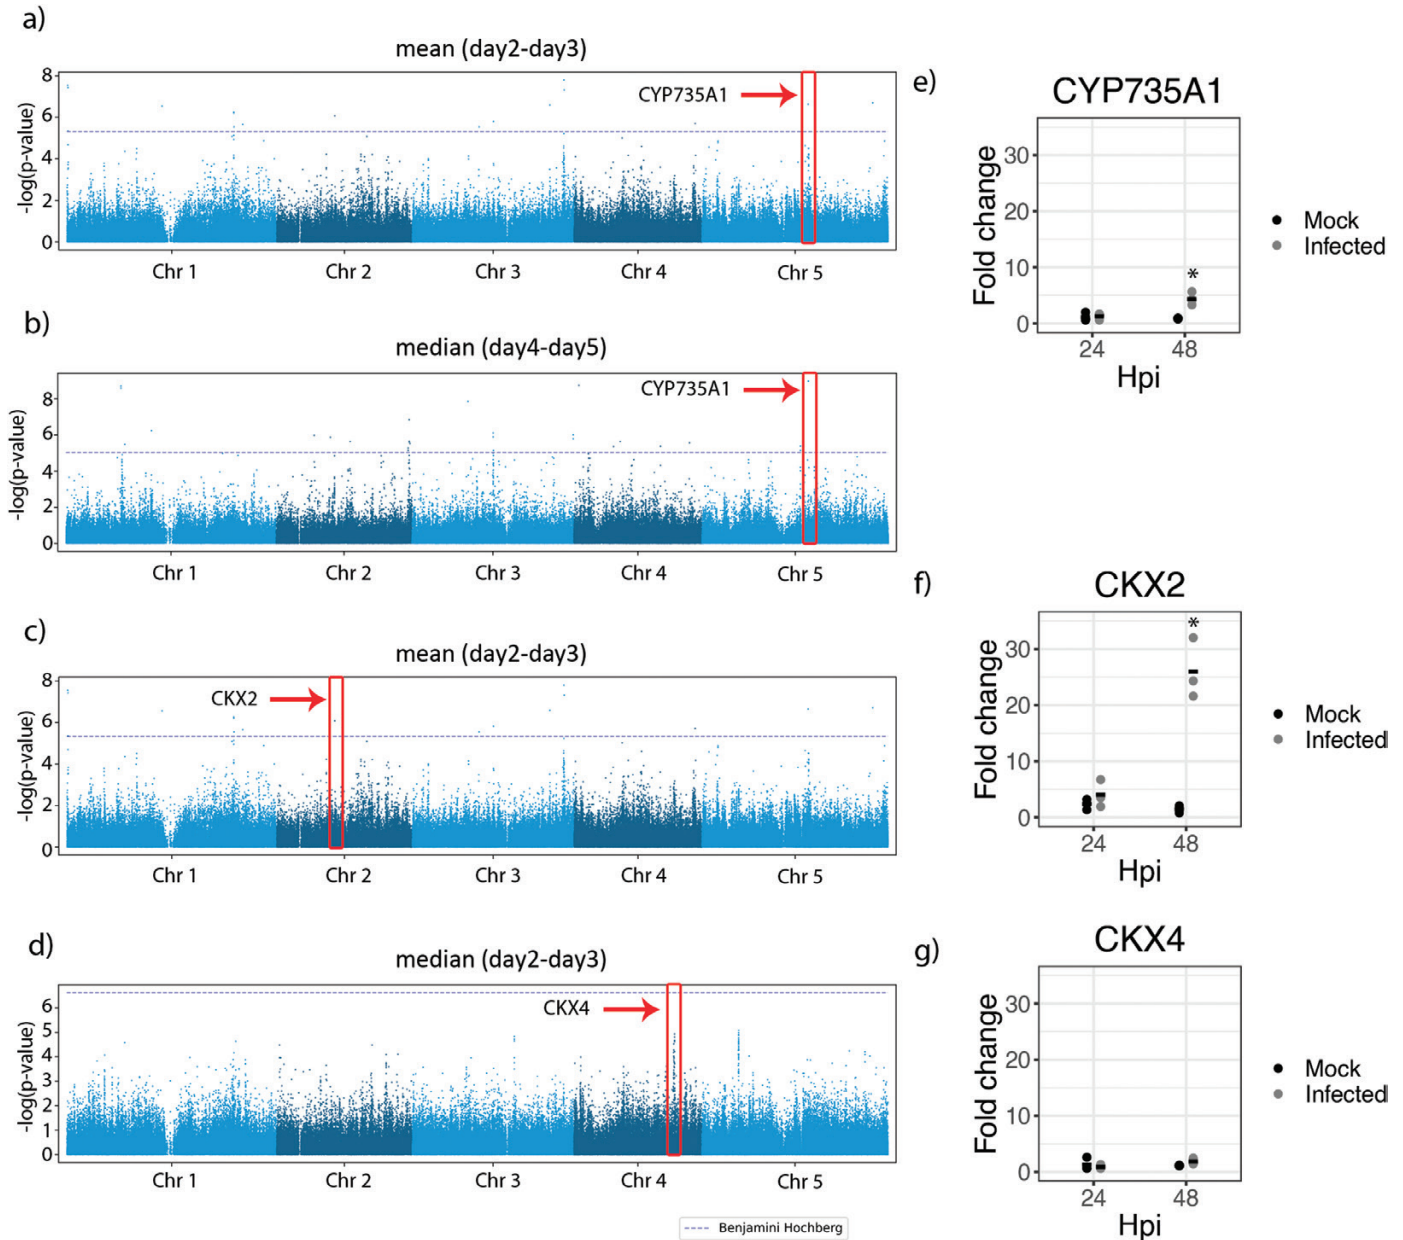 a)
mean (day2-day3)
8
6
4
2
0
-log(p-value)
CYP735A1
Chr 1
Chr 2
Chr 3
Chr 4
Chr 5
b)
median (day4-day5)
8
6
4
2
0
-log(p-value)
CYP735A1
Chr 1
Chr 2
Chr 3
Chr 4
Chr 5
c)
mean (day2-day3)
8
6
4
2
0
-log(p-value)
CKX2
Chr 1
Chr 2
Chr 3
Chr 4
Chr 5
d)
median (day2-day3)
6
5
4
3
2
1
0
-log(p-value)
CKX4
Chr 1
Chr 2
Chr 3
Chr 4
Chr 5
Benjamini Hochberg
e)
CYP735A1
30
20
10
0
Fold change
*
24
48
Hpi
Mock
Infected
f)
CKX2
30
20
10
0
Fold change
*
24
48
Hpi
Mock
Infected
g)
CKX4
30
20
10
0
Fold change
24
48
Hpi
Mock
Infected